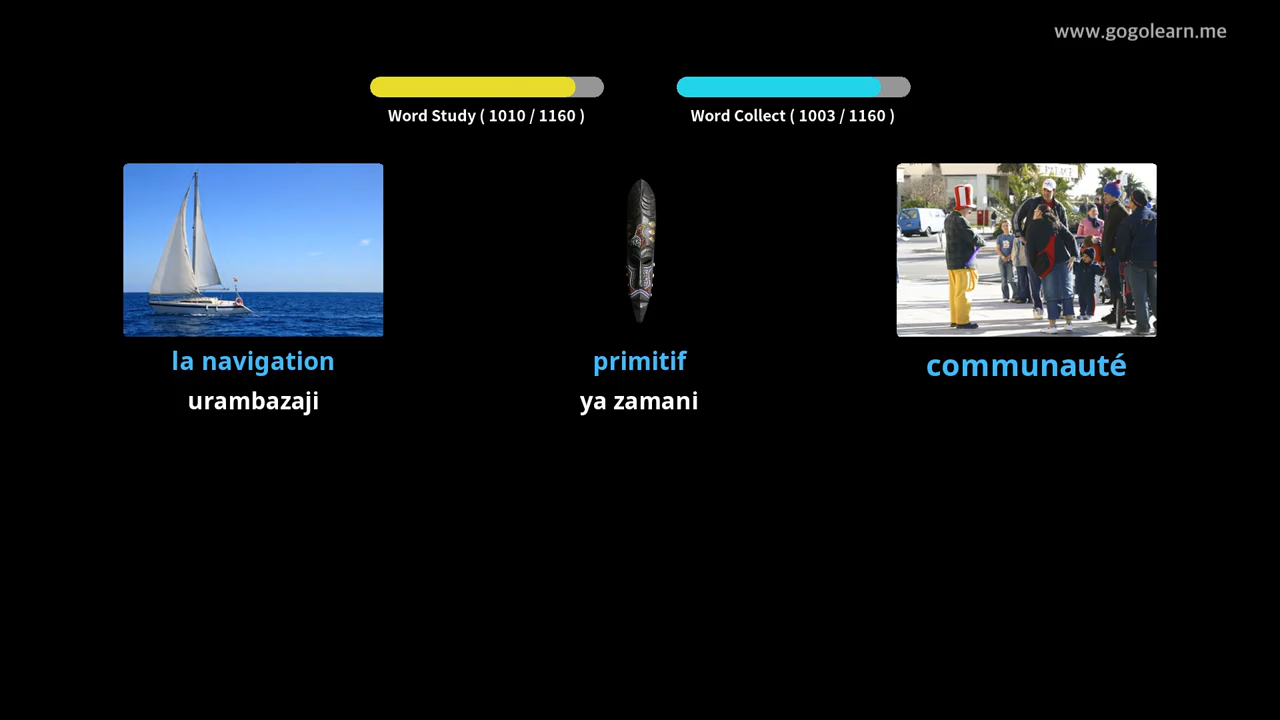 www.gogolearn.me
Word Study ( 1010 / 1160 )
Word Collect ( 1003 / 1160 )
la navigation
urambazaji
primitif
ya zamani
communauté